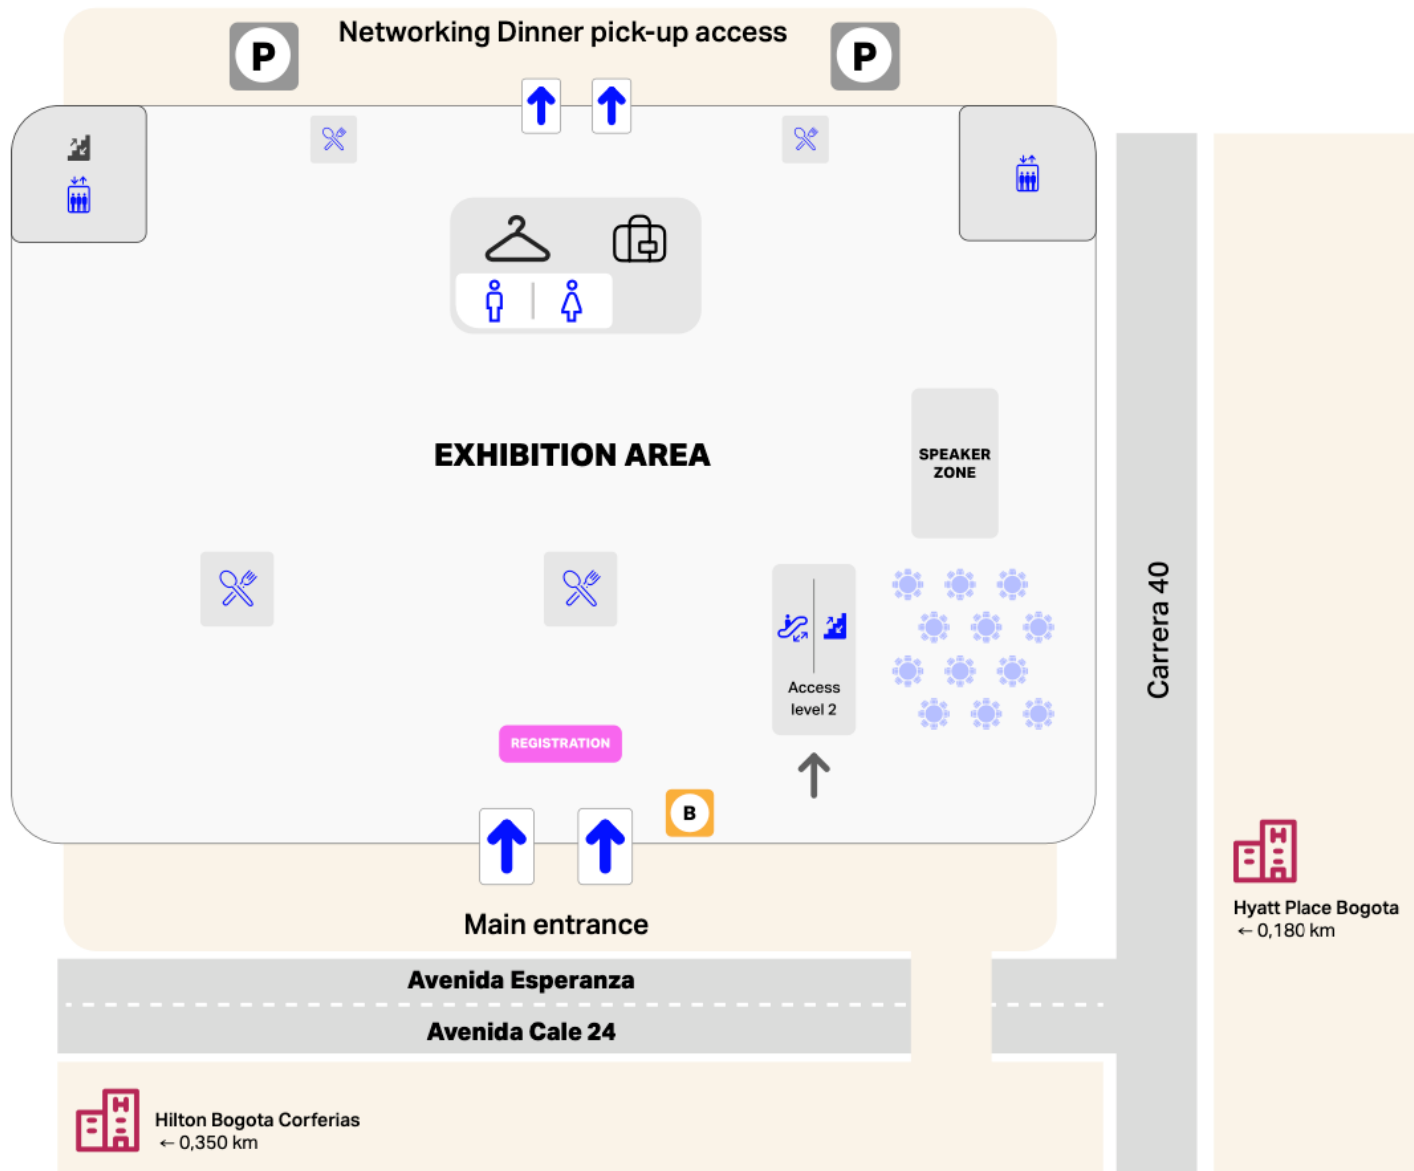 Networking Dinner pick-up access
P
P
EXHIBITION AREA
SPEAKER
ZONE
Access
level 2
REGISTRATION
B
Main entrance
Carrera 40
Hyatt Place Bogota
← 0,180 km
Avenida Esperanza
Avenida Cale 24
H
H
Hilton Bogota Corferias
← 0,350 km